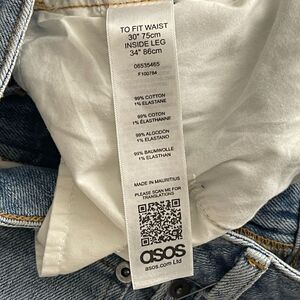 TO FIT WAIST
30" 75cm
INSIDE LEG
34" 86cm
06535465
F100784
99% COTTON
1% ELASTANE
99% COTON
1% ÉLASTHANNE
99% ALGODÓN
1% ELASTANO
99% BAUMWOLLE
1% ELASTHAN
MADE IN MAURITIUS
PLEASE SCAN ME FOR
TRANSLATIONS
asos
asos.com Ltd